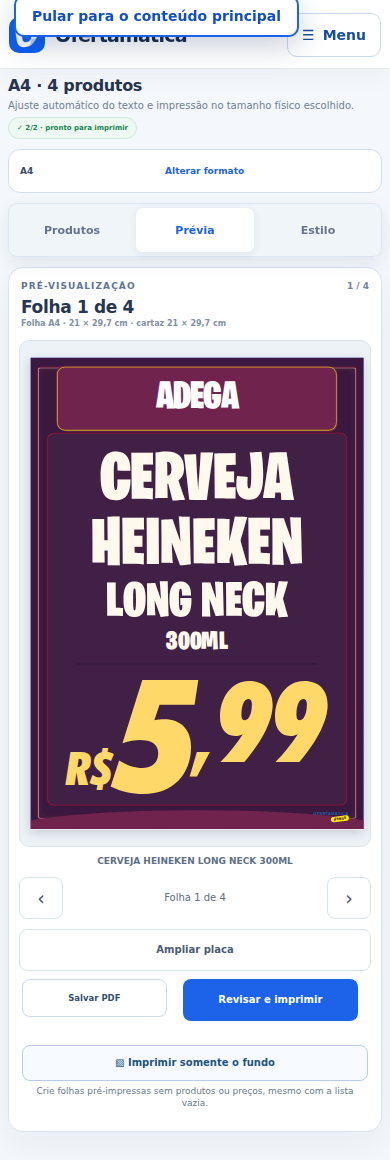 Pular para o conteúdo principal
Ofertamática
☰ Menu
A4 · 4 produtos
Ajuste automático do texto e impressão no tamanho físico escolhido.
✓ 2/2 · pronto para imprimir
A4
Alterar formato
Produtos
Prévia
Estilo
PRÉ-VISUALIZAÇÃO
1 / 4
Folha 1 de 4
Folha A4 · 21 × 29,7 cm · cartaz 21 × 29,7 cm
ADEGA
CERVEJA
HEINEKEN
LONG NECK
300ML
R$5,99
CERVEJA HEINEKEN LONG NECK 300ML
‹
Folha 1 de 4
›
Ampliar placa
Salvar PDF
Revisar e imprimir
▧ Imprimir somente o fundo
Crie folhas pré-impressas sem produtos ou preços, mesmo com a lista
vazia.